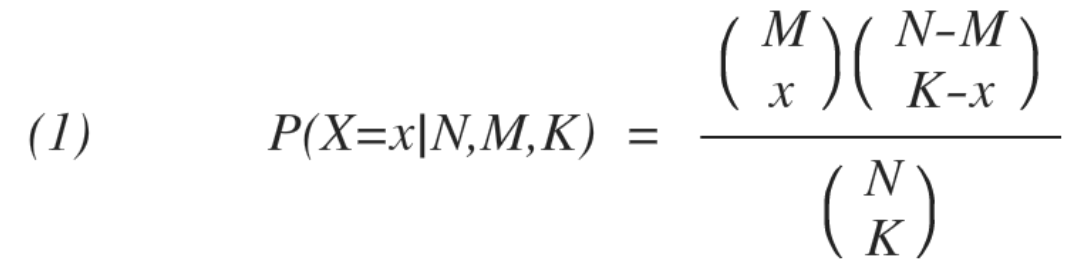 (1) P(X=x|N,M,K) = 
( M x ) ( N-M K-x )
( N K )